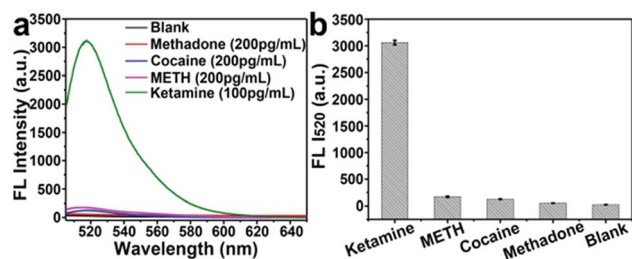 a
FL Intensity (a.u.)
3500
3000
2500
2000
1500
1000
500
0
Blank
Methadone (200pg/mL)
Cocaine (200pg/mL)
METH (200pg/mL)
Ketamine (100pg/mL)
520 540 560 580 600 620 640
Wavelength (nm)
b
FL I520 (a.u.)
3500
3000
2500
2000
1500
1000
500
0
Ketamine METH Cocaine Methadone Blank